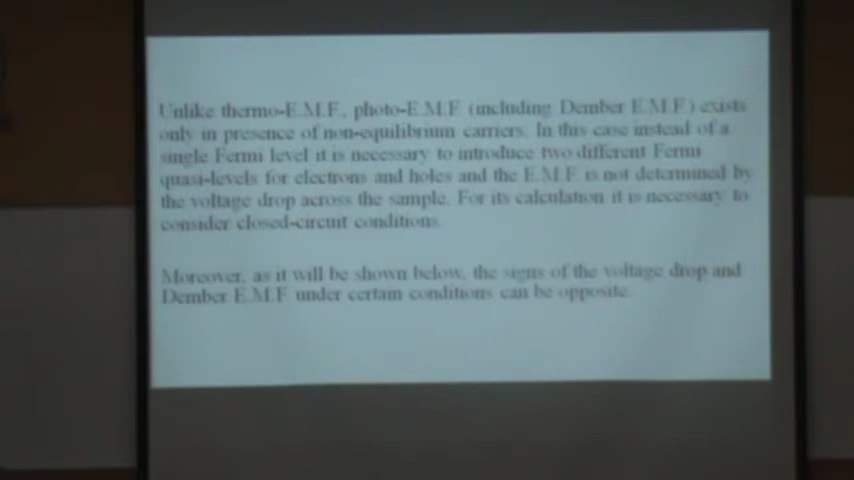 Unlike thermo-E.M.F., photo-E.M.F. (including Dember E.M.F.) exists
only in presence of non-equilibrium carriers. In this case instead of a
single Fermi level it is necessary to introduce two different Fermi
quasi-levels for electrons and holes and the E.M.F. is not determined by
the voltage drop across the sample. For its calculation it is necessary to
consider closed-circuit conditions.
Moreover, as it will be shown below, the signs of the voltage drop and
Dember E.M.F. under certain conditions can be opposite.